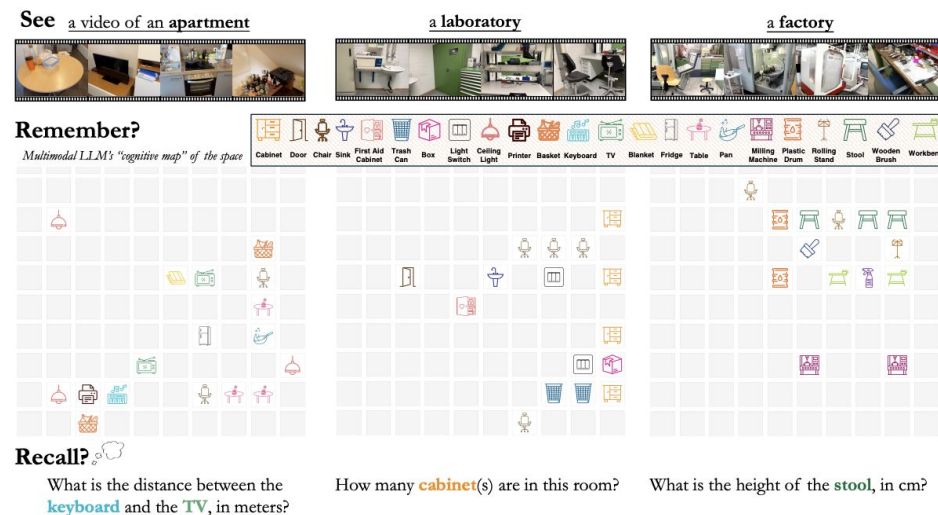 See a video of an apartment
a laboratory
a factory
Remember?
Multimodal LLM's "cognitive map" of the space
Cabinet Door Chair Sink First Aid Cabinet Trash Can Box Light Switch Ceiling Light Printer Basket Keyboard TV Blanket Fridge Table Pan Milling Machine Plastic Drum Rolling Stand Stool Wooden Brush Workben
Recall?
What is the distance between the
keyboard and the TV, in meters?
How many cabinet(s) are in this room?
What is the height of the stool, in cm?